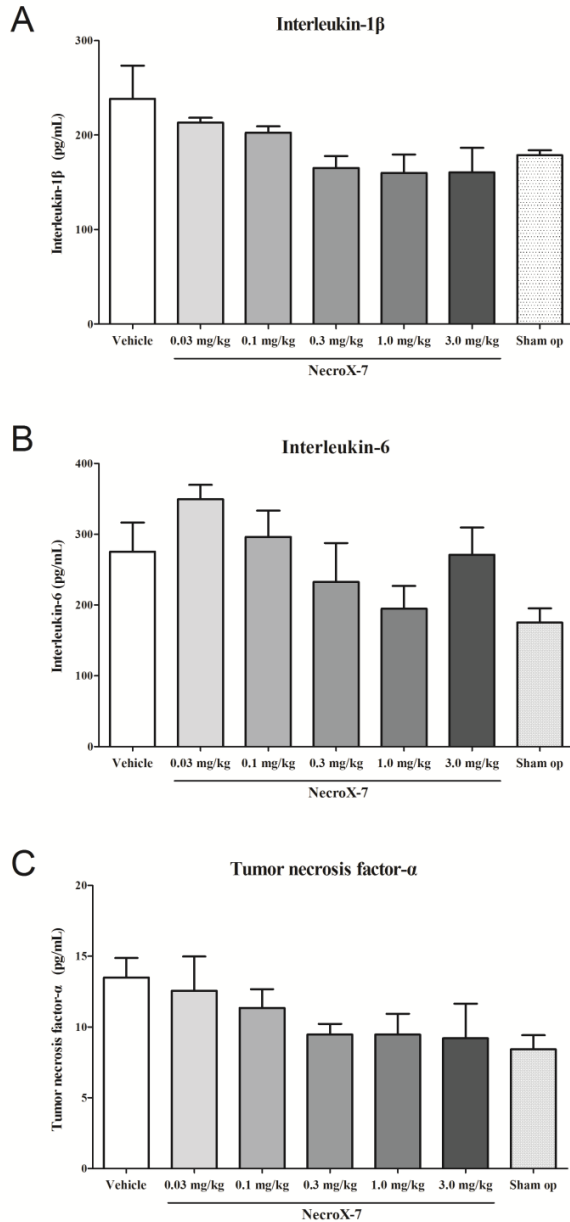 A
Interleukin-1β
Interleukin-1β (pg/mL)
300
200
100
0
Vehicle 0.03 mg/kg 0.1 mg/kg 0.3 mg/kg 1.0 mg/kg 3.0 mg/kg Sham op
NecroX-7
B
Interleukin-6
Interleukin-6 (pg/mL)
400
300
200
100
0
Vehicle 0.03 mg/kg 0.1 mg/kg 0.3 mg/kg 1.0 mg/kg 3.0 mg/kg Sham op
NecroX-7
C
Tumor necrosis factor-α
Tumor necrosis factor-α (pg/mL)
20
15
10
5
0
Vehicle 0.03 mg/kg 0.1 mg/kg 0.3 mg/kg 1.0 mg/kg 3.0 mg/kg Sham op
NecroX-7